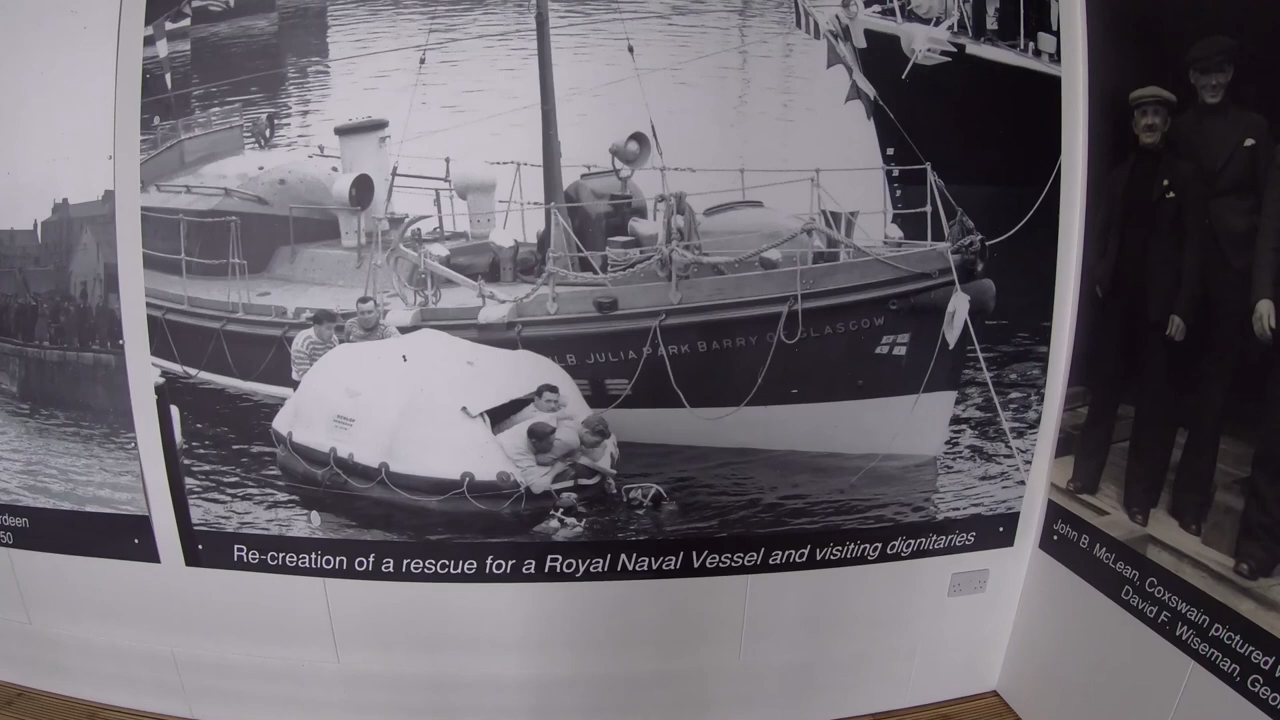 rdeen
50
N.L.B. JULIA PARK BARRY OF GLASGOW
Re-creation of a rescue for a Royal Naval Vessel and visiting dignitaries
John B. McLean, Coxswain pictured w
David F. Wiseman, Geo